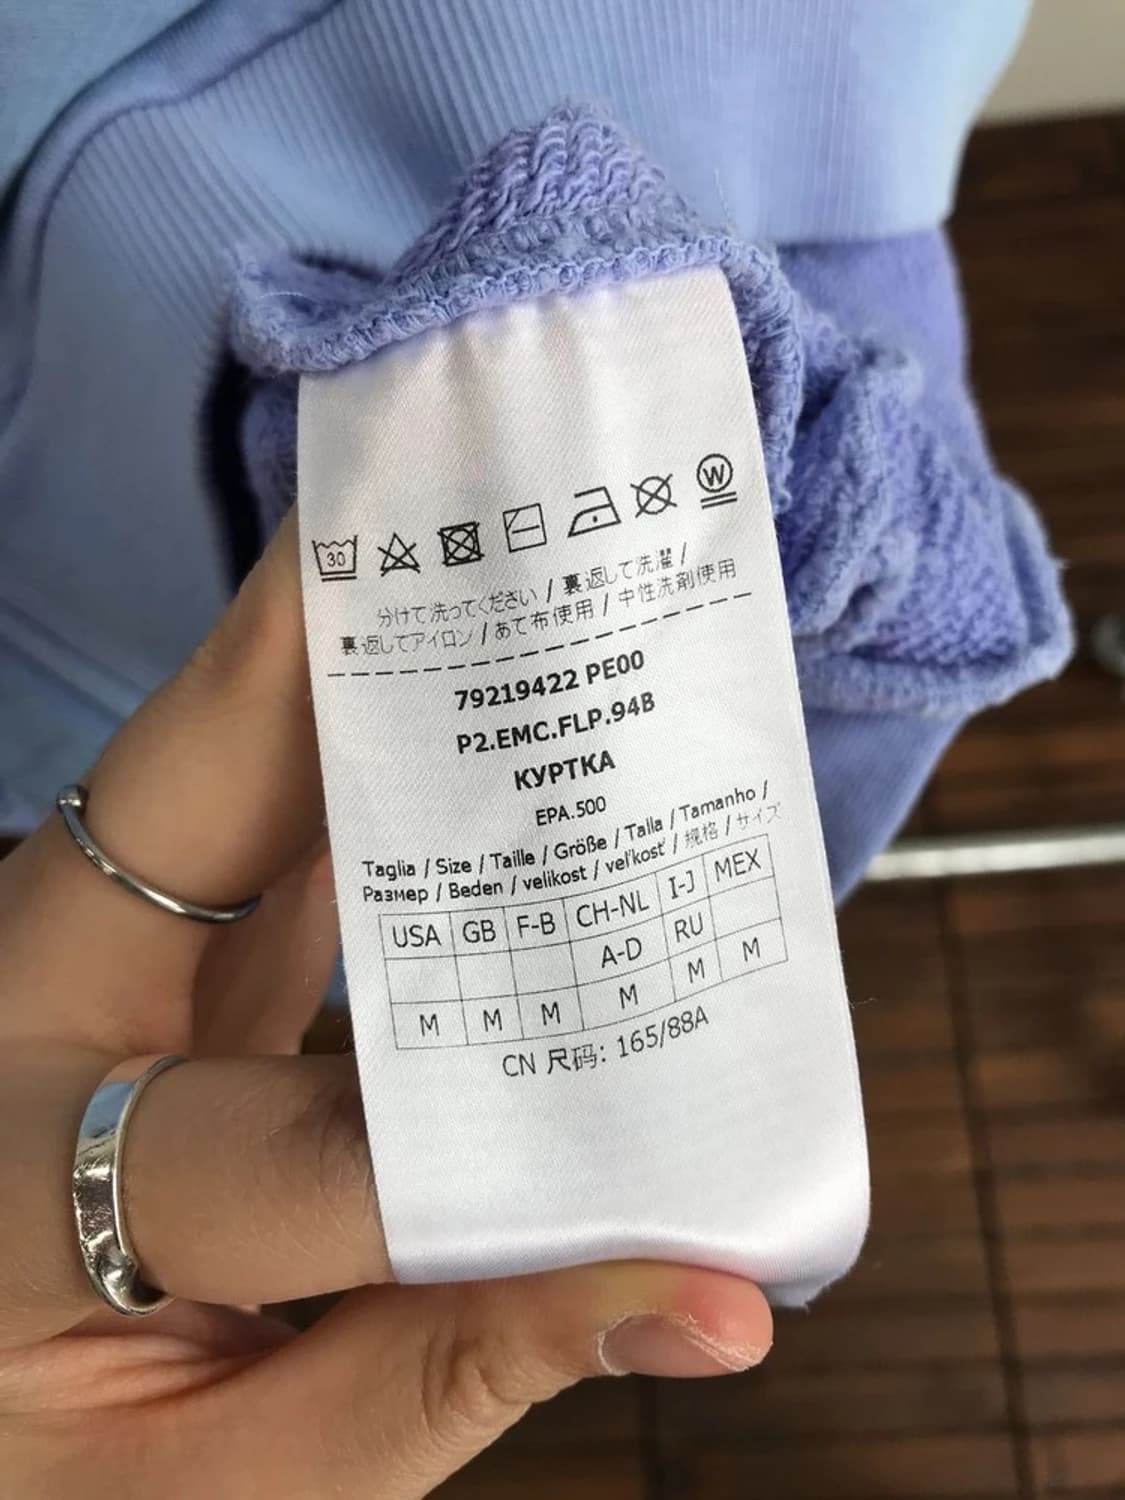 30 W
分けて洗ってください / 裏返して洗濯 /
裏返してアイロン / あて布使用 / 中性洗剤使用
79219422 PE00
P2.EMC.FLP.94B
КУРТКА
EPA.500
Taglia / Size / Taille / Größe / Talla / Tamanho /
Размер / Beden / velikost / veľkosť / 规格 / サイズ
USA GB F-B CH-NL I-J MEX
A-D RU
M M M M M M
CN 尺码: 165/88A